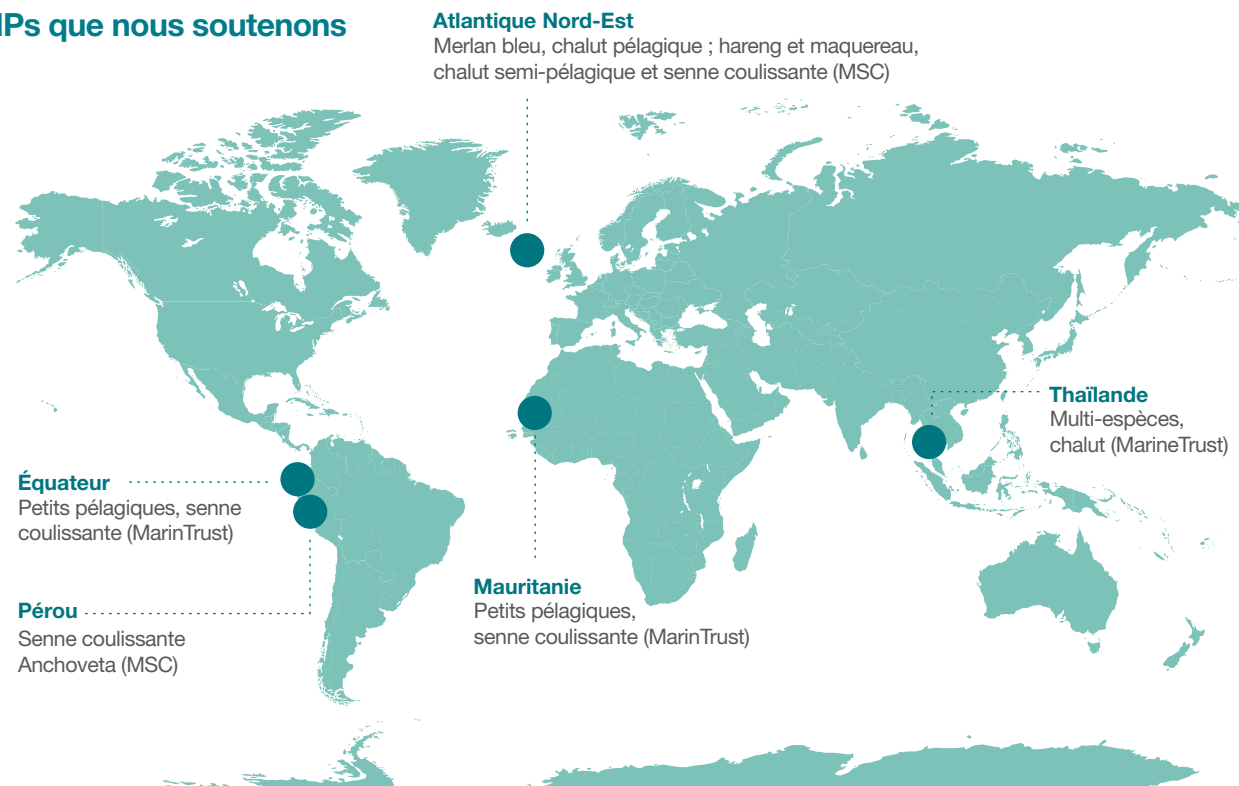 IPs que nous soutenons
Atlantique Nord-Est
Merlan bleu, chalut pélagique ; hareng et maquereau,
chalut semi-pélagique et senne coulissante (MSC)
Thaïlande
Multi-espèces,
chalut (MarineTrust)
Équateur
Petits pélagiques, senne
coulissante (MarinTrust)
Mauritanie
Petits pélagiques,
senne coulissante (MarinTrust)
Pérou
Senne coulissante
Anchoveta (MSC)